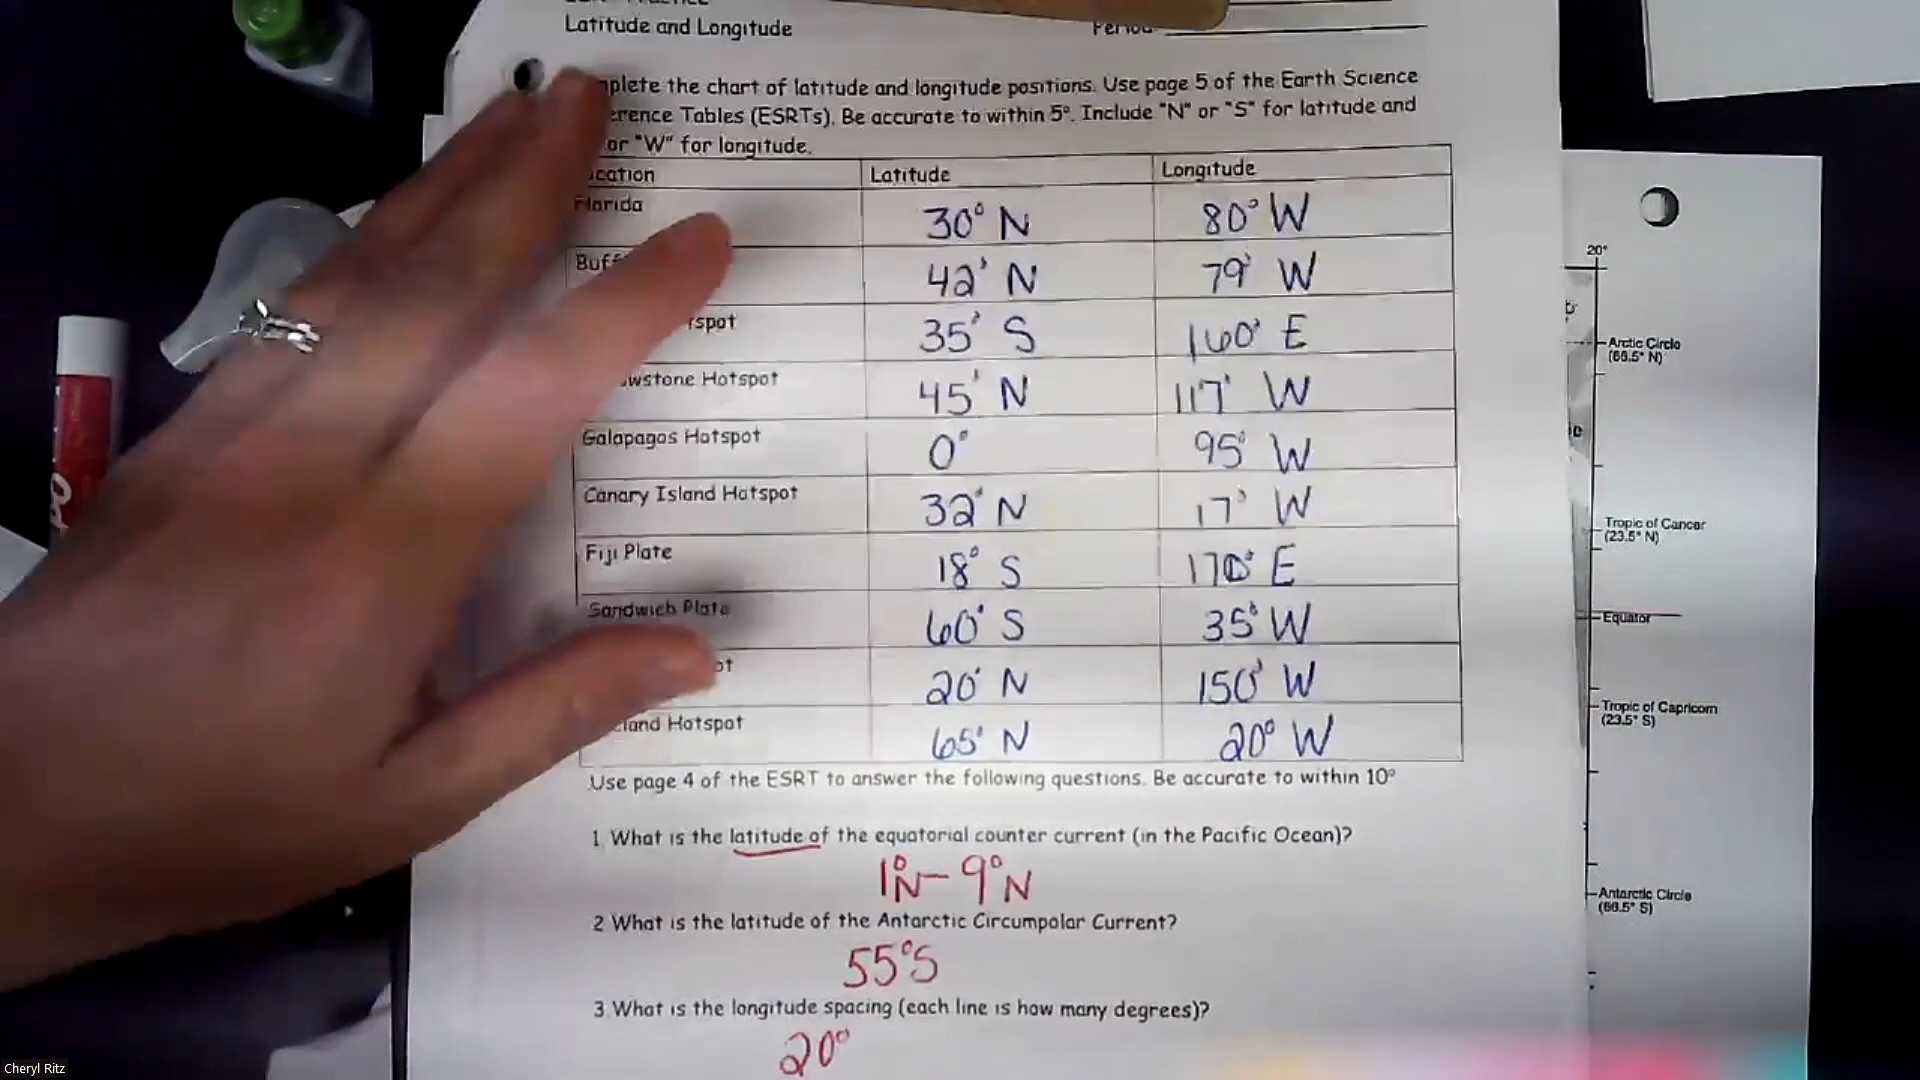 Latitude and Longitude
Period
mplete the chart of latitude and longitude positions. Use page 5 of the Earth Science
erence Tables (ESRTs). Be accurate to within 5°. Include "N" or "S" for latitude and
or "W" for longitude.
cation Latitude Longitude
Florida 30° N 80° W
Buff 42° N 79° W
rspot 35° S 160° E
wstone Hotspot 45° N 117° W
Galapagos Hotspot 0° 95° W
Canary Island Hotspot 32° N 17° W
Fiji Plate 18° S 170° E
Sandwich Plate 60° S 35° W
ot 20° N 150° W
land Hotspot 65° N 20° W
Use page 4 of the ESRT to answer the following questions. Be accurate to within 10°
1. What is the latitude of the equatorial counter current (in the Pacific Ocean)?
1°N - 9°N
2. What is the latitude of the Antarctic Circumpolar Current?
55°S
3. What is the longitude spacing (each line is how many degrees)?
20°
20°
Arctic Circle
(66.5° N)
Tropic of Cancer
(23.5° N)
Equator
Tropic of Capricorn
(23.5° S)
Antarctic Circle
(66.5° S)
Cheryl Ritz